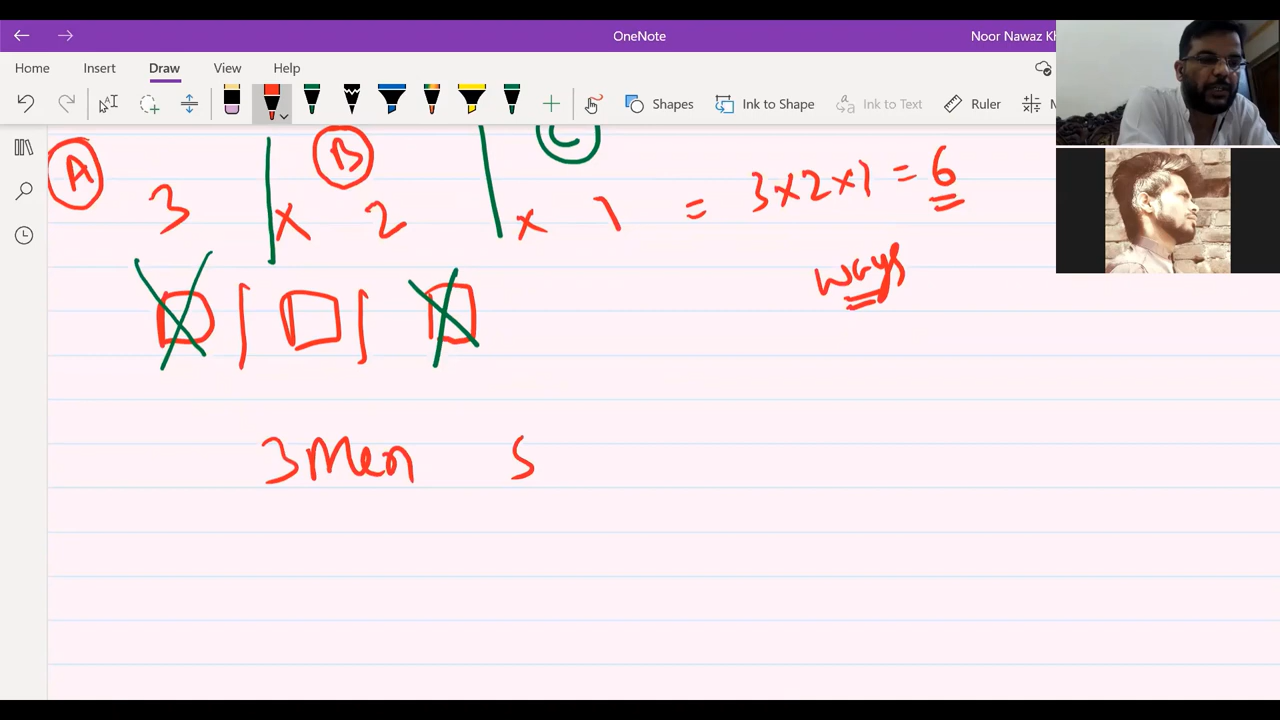 OneNote
Noor Nawaz Kh
Home Insert Draw View Help
Shapes Ink to Shape Ink to Text Ruler M
A B C
3 x 2 x 1 = 3x2x1 = 6
ways
3 Men S